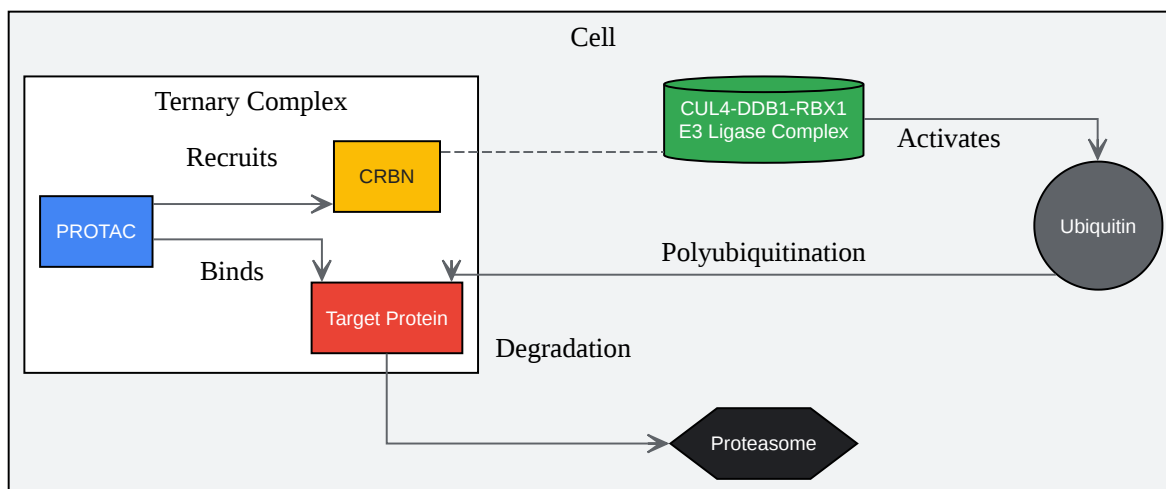 Cell
Ternary Complex
CUL4-DDB1-RBX1
E3 Ligase Complex
Activates
Recruits
CRBN
PROTAC
Ubiquitin
Binds
Polyubiquitination
Target Protein
Degradation
Proteasome